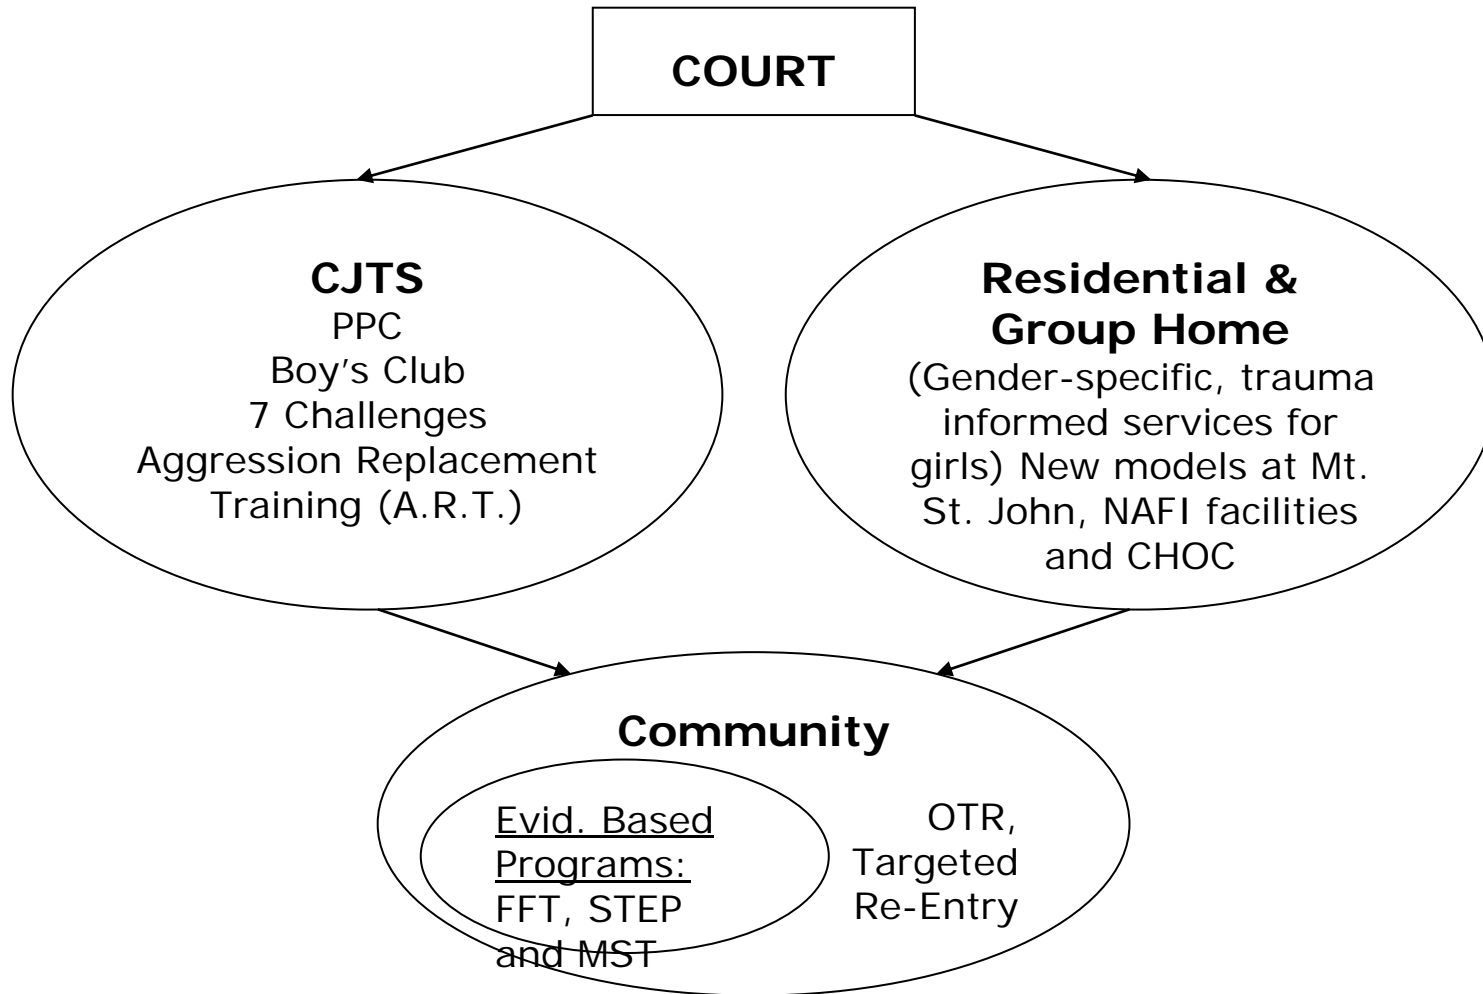 COURT
CJTS
PPC
Boy’s Club
7 Challenges
Aggression Replacement
Training (A.R.T.)
Residential &
Group Home
(Gender-specific, trauma
informed services for
girls) New models at Mt.
St. John, NAFI facilities
and CHOC
Community
Evid. Based
Programs:
FFT, STEP
and MST
OTR,
Targeted
Re-Entry